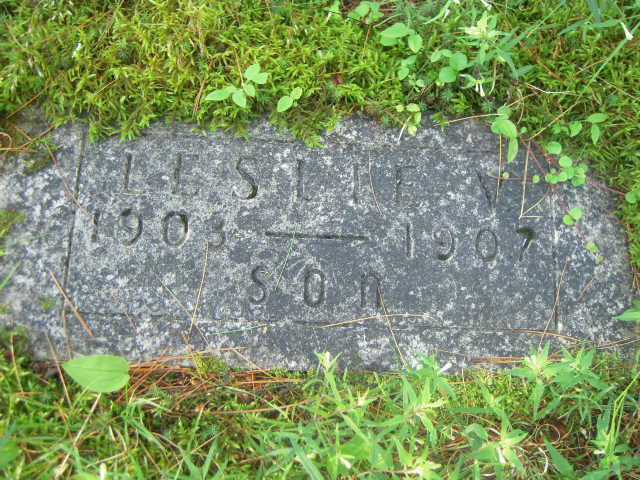 LESLIE V
1903 — 1907
Son